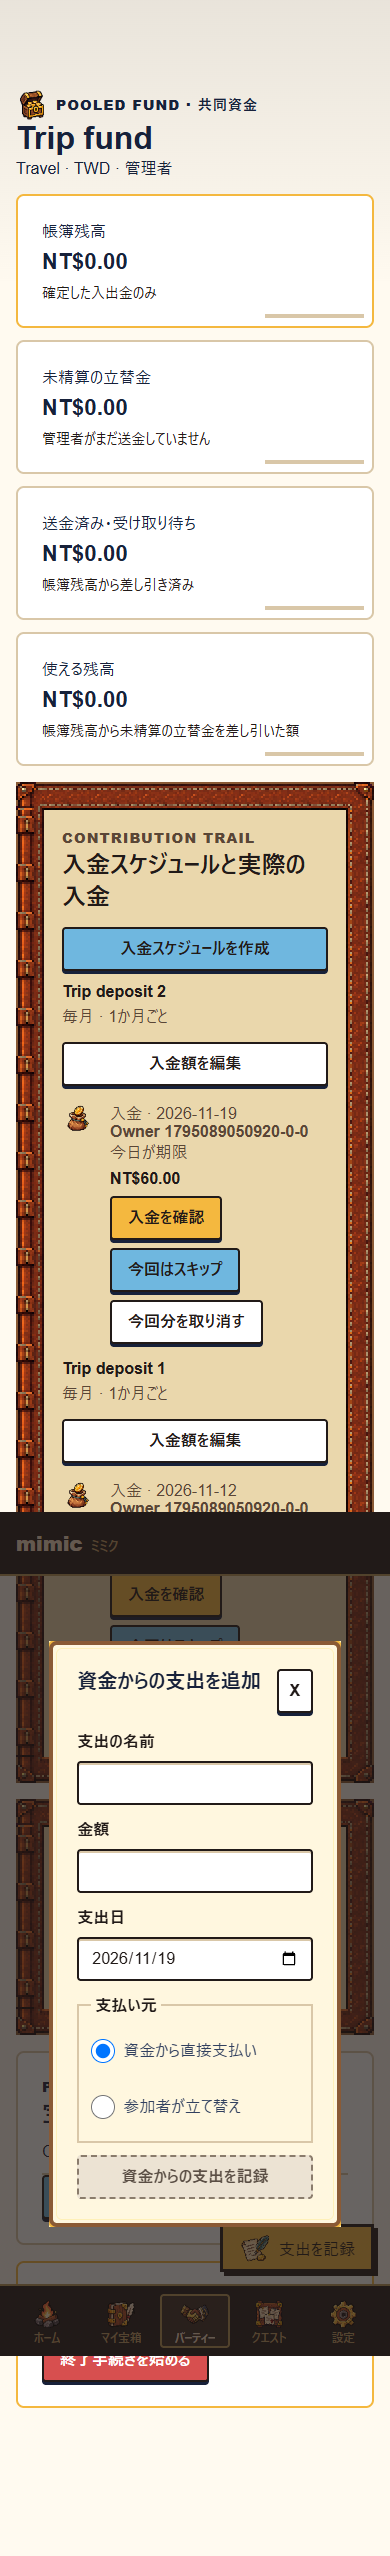 POOLED FUND · 共同資金
Trip fund
Travel · TWD · 管理者
帳簿残高
NT$0.00
確定した入出金のみ
未精算の立替金
NT$0.00
管理者がまだ送金していません
送金済み・受け取り待ち
NT$0.00
帳簿残高から差し引き済み
使える残高
NT$0.00
帳簿残高から未精算の立替金を差し引いた額
CONTRIBUTION TRAIL
入金スケジュールと実際の
入金
入金スケジュールを作成
Trip deposit 2
毎月 · 1か月ごと
入金額を編集
入金 · 2026-11-19
Owner 1795089050920-0-0
今日が期限
NT$60.00
入金を確認
今回はスキップ
今回分を取り消す
Trip deposit 1
毎月 · 1か月ごと
入金額を編集
入金 · 2026-11-12
Owner 1795089050920-0-0
mimic ミミク
入金を確認
資金からの支出を追加
X
支出の名前
金額
支出日
2026/11/19
支払い元
資金から直接支払い
参加者が立て替え
資金からの支出を記録
支出を記録
ホーム
マイ宝箱
パーティー
クエスト
設定
終了手続きを始める